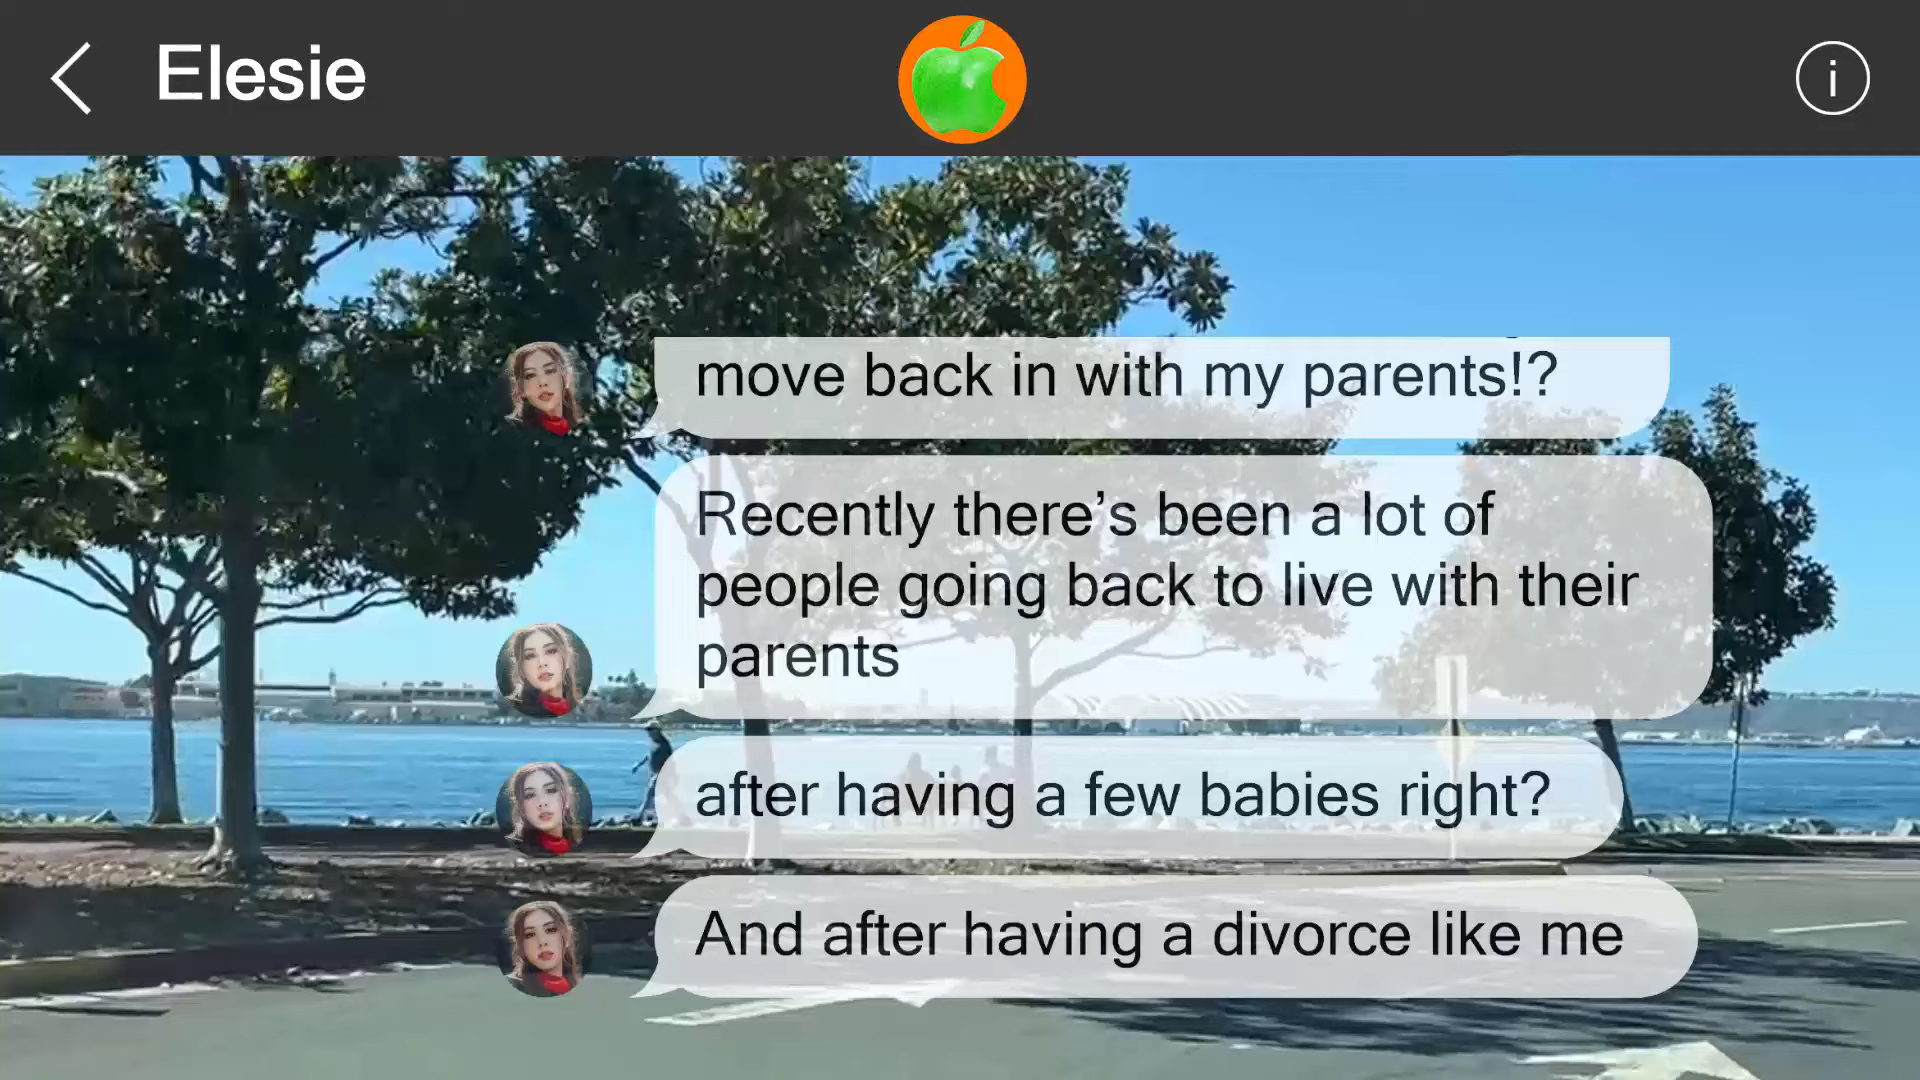 Elesie
i
move back in with my parents!?
Recently there’s been a lot of
people going back to live with their
parents
after having a few babies right?
And after having a divorce like me